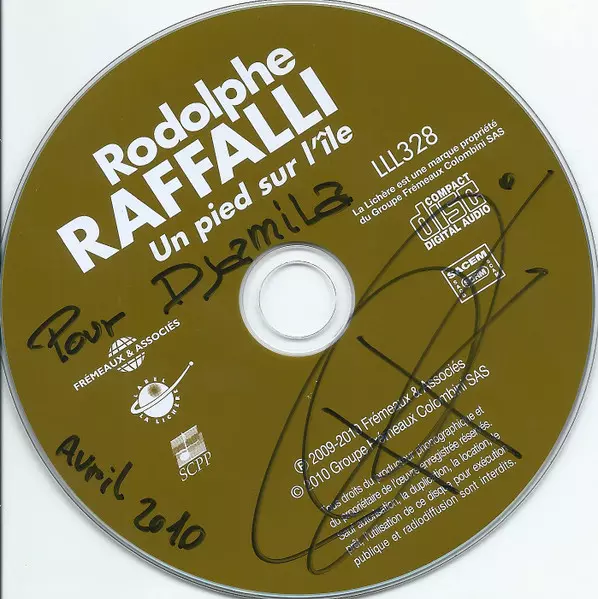 Rodolphe
RAFFALLI
Un pied sur l'île
LLL328
La Lichère est une marque propriété
du Groupe Frémeaux Colombini SAS
COMPACT
disc
DIGITAL AUDIO
SACEM
SDRM
Pour Djamila
FRÉMEAUX & ASSOCIÉS
LABEL
LA LICHÈRE
SCPP
avril 2010
℗ 2009-2010 Frémeaux & Associés
© 2010 Groupe Frémeaux Colombini SAS
Tous droits du producteur phonographique et
du propriétaire de l'œuvre enregistrée réservés.
Sauf autorisation, la duplication, la location, le
prêt, l'utilisation de ce disque pour exécution
publique et radiodiffusion sont interdits.